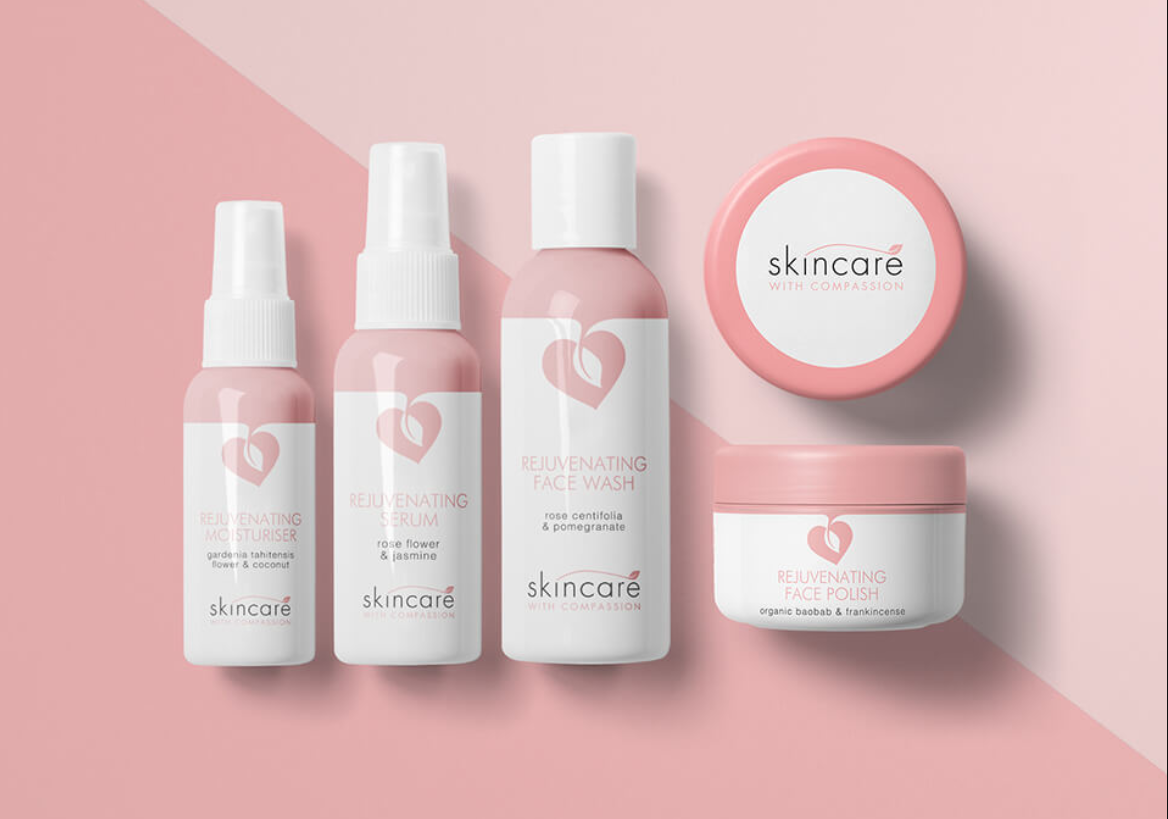 REJUVENATING
MOISTURISER
gardenia tahitensis
flower & coconut
skincare
WITH COMPASSION
REJUVENATING
SERUM
rose flower
& jasmine
skincare
WITH COMPASSION
REJUVENATING
FACE WASH
rose centifolia
& pomegranate
skincare
WITH COMPASSION
skincare
WITH COMPASSION
REJUVENATING
FACE POLISH
organic baobab & frankincense